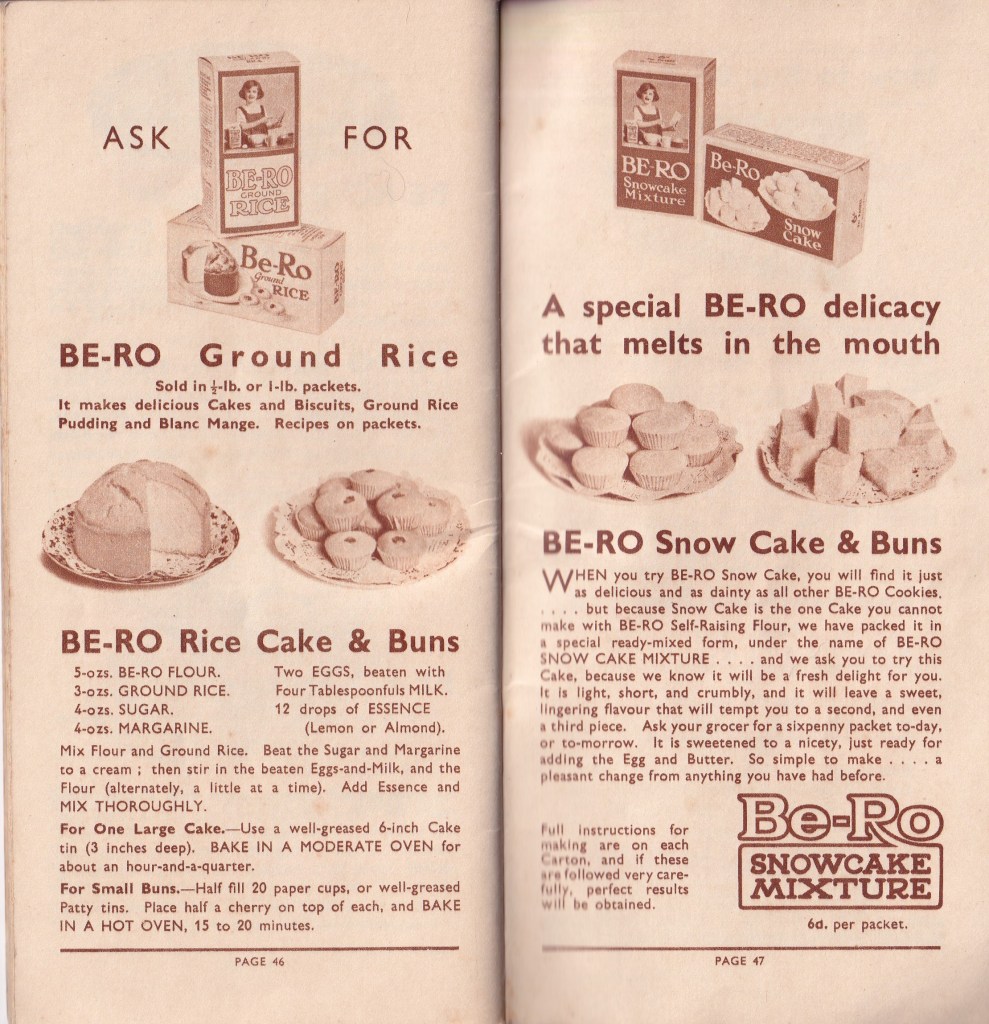 ASK FOR
BE-RO
GROUND
RICE
Be-Ro
Ground
RICE
BE-RO Ground Rice
Sold in ½-lb. or 1-lb. packets.
It makes delicious Cakes and Biscuits, Ground Rice
Pudding and Blanc Mange. Recipes on packets.
BE-RO Rice Cake & Buns
5-ozs. BE-RO FLOUR.
3-ozs. GROUND RICE.
4-ozs. SUGAR.
4-ozs. MARGARINE.
Two EGGS, beaten with
Four Tablespoonfuls MILK.
12 drops of ESSENCE
(Lemon or Almond).
Mix Flour and Ground Rice. Beat the Sugar and Margarine
to a cream ; then stir in the beaten Eggs-and-Milk, and the
Flour (alternately, a little at a time). Add Essence and
MIX THOROUGHLY.
For One Large Cake.—Use a well-greased 6-inch Cake
tin (3 inches deep). BAKE IN A MODERATE OVEN for
about an hour-and-a-quarter.
For Small Buns.—Half fill 20 paper cups, or well-greased
Patty tins. Place half a cherry on top of each, and BAKE
IN A HOT OVEN, 15 to 20 minutes.
PAGE 46
BE-RO
Snowcake
Mixture
Be-Ro
Snow
Cake
A special BE-RO delicacy
that melts in the mouth
BE-RO Snow Cake & Buns
WHEN you try BE-RO Snow Cake, you will find it just
as delicious and as dainty as all other BE-RO Cookies.
. . . . but because Snow Cake is the one Cake you cannot
make with BE-RO Self-Raising Flour, we have packed it in
a special ready-mixed form, under the name of BE-RO
SNOW CAKE MIXTURE . . . . and we ask you to try this
Cake, because we know it will be a fresh delight for you.
It is light, short, and crumbly, and it will leave a sweet,
lingering flavour that will tempt you to a second, and even
a third piece. Ask your grocer for a sixpenny packet to-day,
or to-morrow. It is sweetened to a nicety, just ready for
adding the Egg and Butter. So simple to make . . . . a
pleasant change from anything you have had before.
Full instructions for
making are on each
Carton, and if these
are followed very care-
fully, perfect results
will be obtained.
Be-Ro
SNOWCAKE
MIXTURE
6d. per packet.
PAGE 47